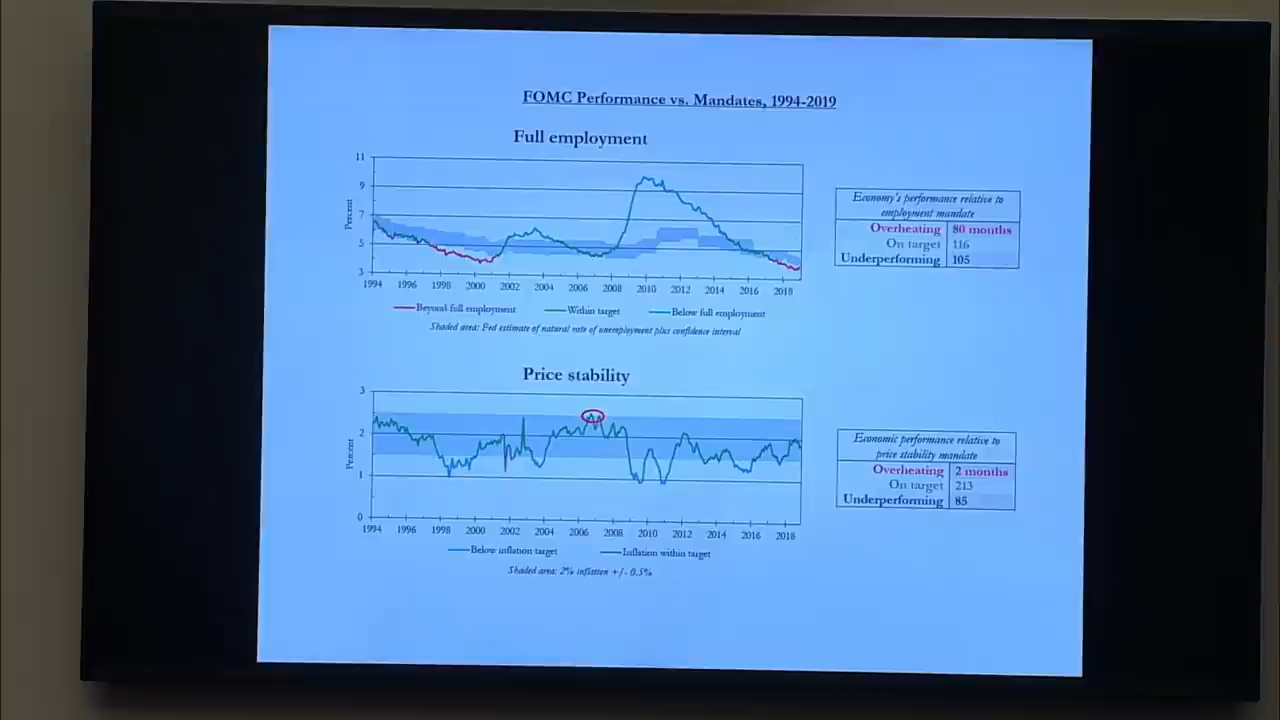 FOMC Performance vs. Mandates, 1994-2019
Full employment
11
9
7
5
3
Percent
1994 1996 1998 2000 2002 2004 2006 2008 2010 2012 2014 2016 2018
Beyond full employment Within target Below full employment
Shaded area: Fed estimate of natural rate of unemployment plus confidence interval
Economy's performance relative to
employment mandate
Overheating 80 months
On target 116
Underperforming 105
Price stability
3
2
1
0
Percent
1994 1996 1998 2000 2002 2004 2006 2008 2010 2012 2014 2016 2018
Below inflation target Inflation within target
Shaded area: 2% inflation +/- 0.5%
Economic performance relative to
price stability mandate
Overheating 2 months
On target 213
Underperforming 85